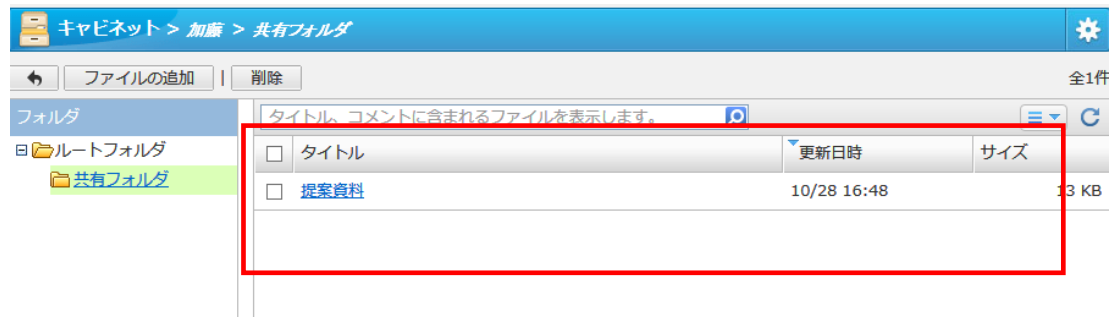 キャビネット > 加藤 > 共有フォルダ
ファイルの追加 | 削除 全1件
フォルダ タイトル、コメントに含まれるファイルを表示します。
ルートフォルダ タイトル 更新日時 サイズ
共有フォルダ 提案資料 10/28 16:48 13 KB